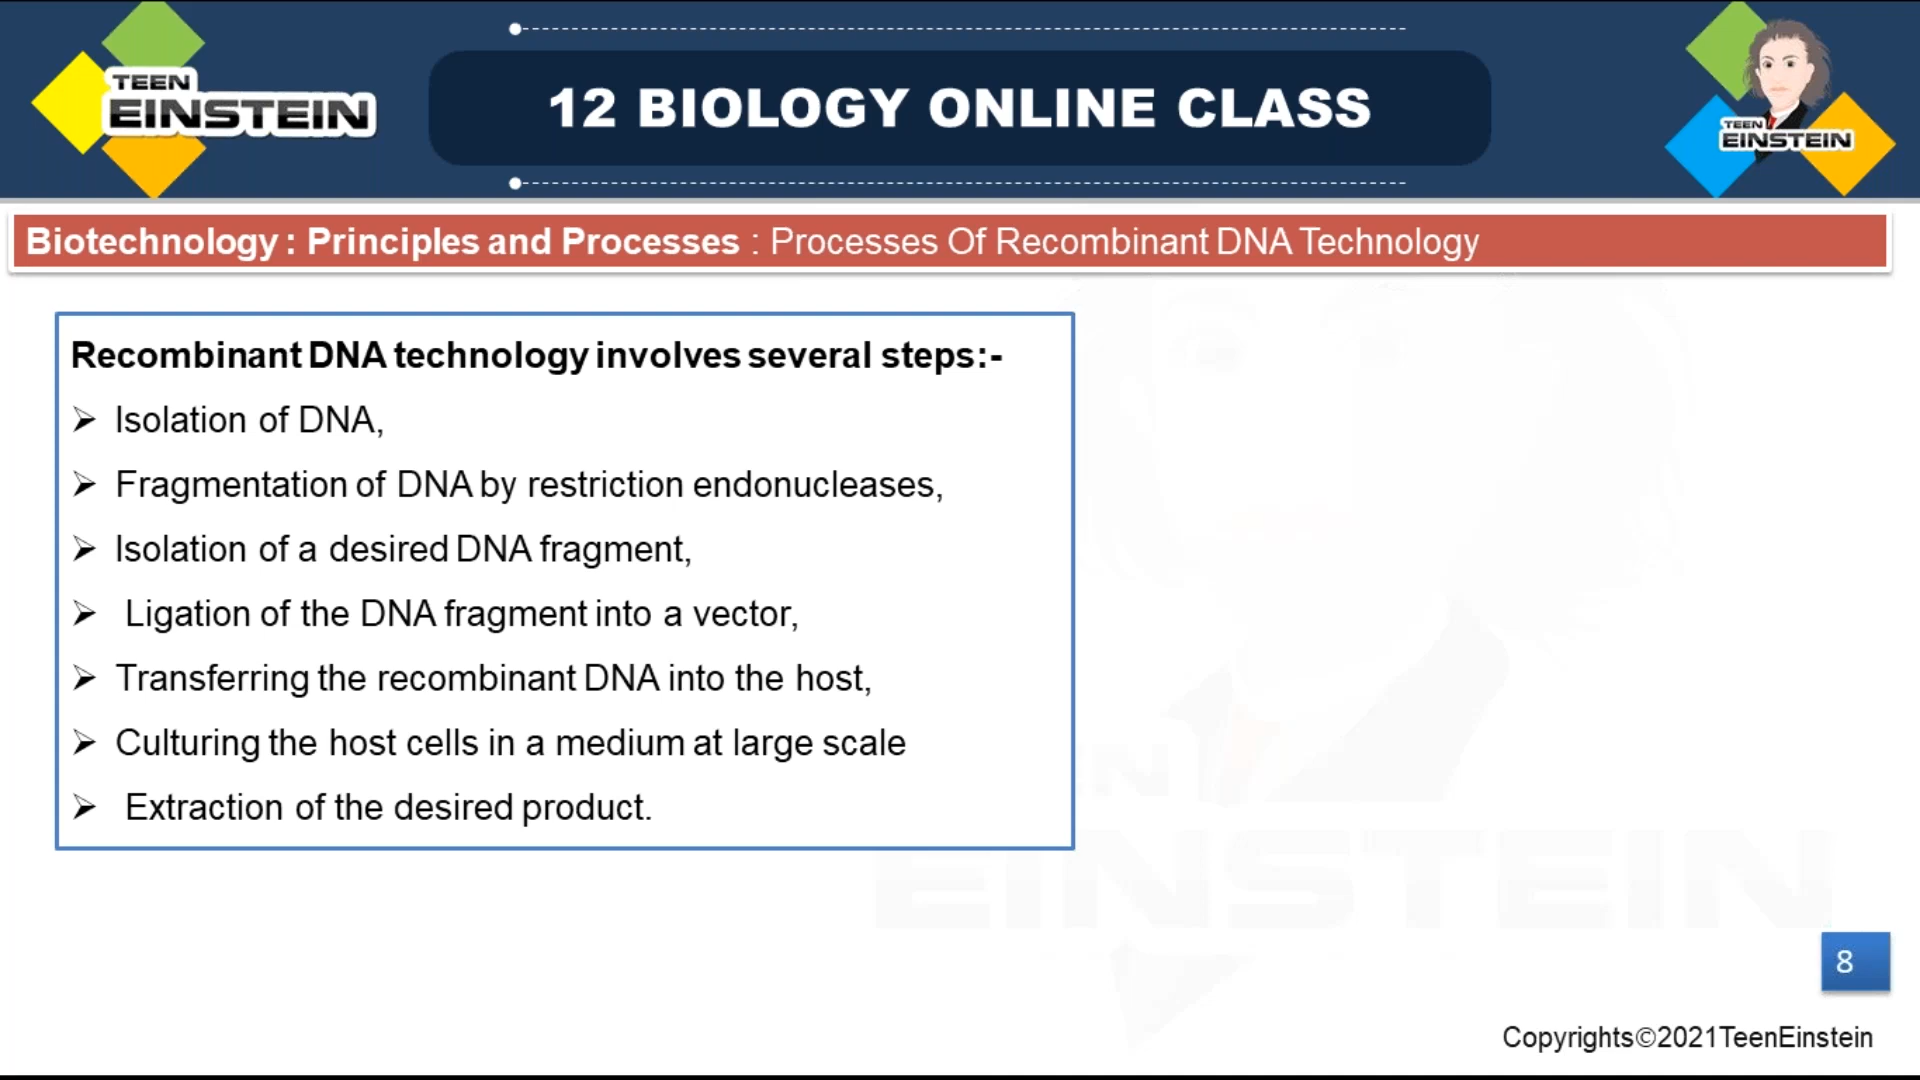 TEEN
EINSTEIN
12 BIOLOGY ONLINE CLASS
TEEN
EINSTEIN
Biotechnology : Principles and Processes : Processes Of Recombinant DNA Technology
Recombinant DNA technology involves several steps:-
➢ Isolation of DNA,
➢ Fragmentation of DNA by restriction endonucleases,
➢ Isolation of a desired DNA fragment,
➢ Ligation of the DNA fragment into a vector,
➢ Transferring the recombinant DNA into the host,
➢ Culturing the host cells in a medium at large scale
➢ Extraction of the desired product.
EINSTEIN
8
Copyrights©2021TeenEinstein